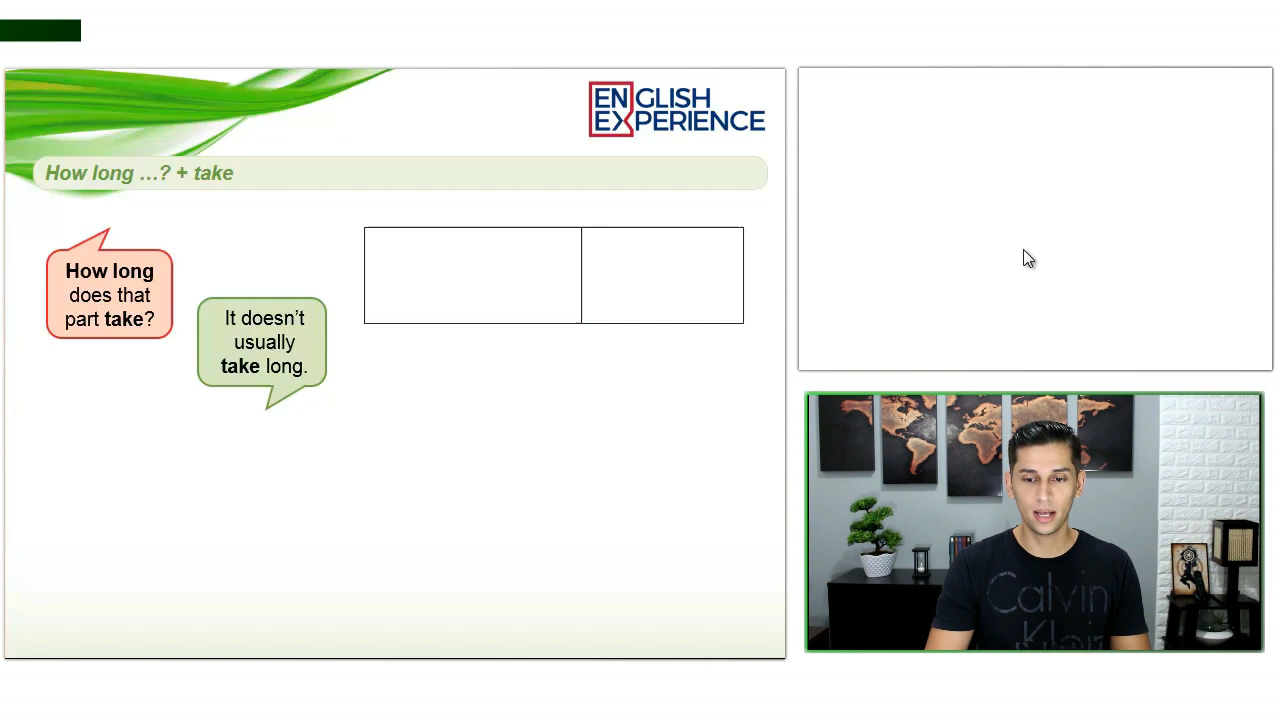 ENGLISH
EXPERIENCE
How long ...? + take
How long
does that
part take?
It doesn't
usually
take long.
Calvin
Klein